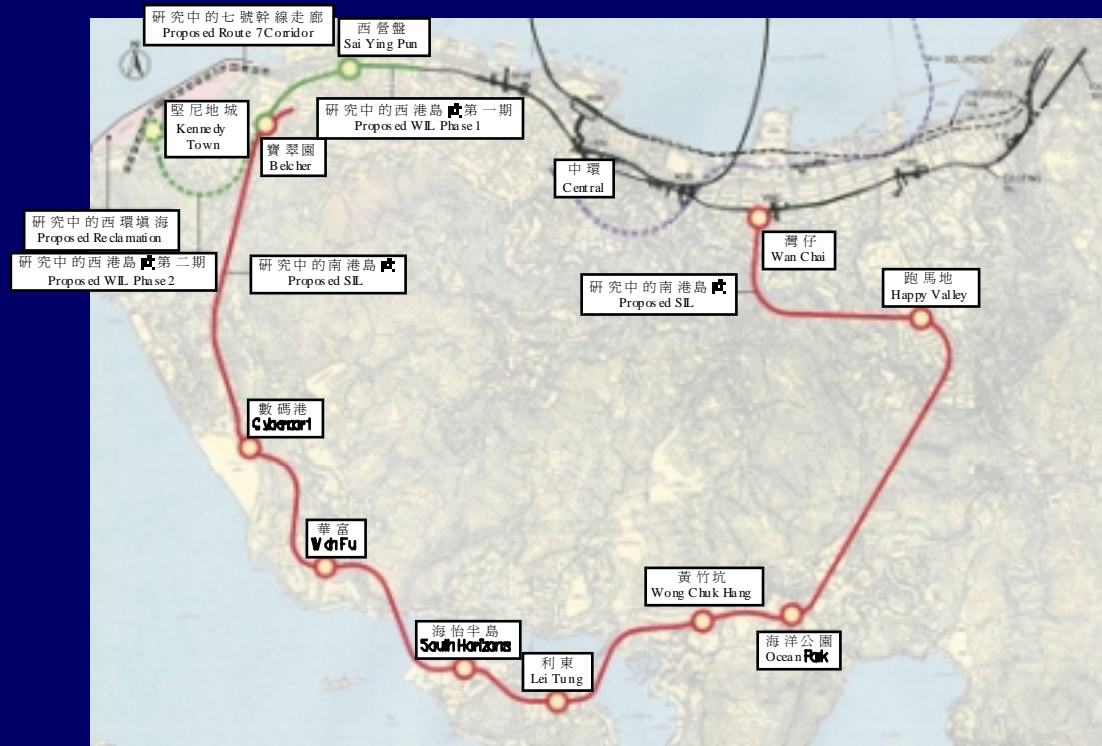 研究中的七號幹線走廊
Proposed Route 7 Corridor
西營盤
Sai Ying Pun
堅尼地城
Kennedy
Town
研究中的西港島 第一期
Proposed WIL Phase 1
寶翠園
Belcher
中環
Central
研究中的西環填海
Proposed Reclamation
灣仔
Wan Chai
研究中的西港島 第二期
Proposed WIL Phase 2
研究中的南港島
Proposed SIL
研究中的南港島
Proposed SIL
跑馬地
Happy Valley
數碼港
Cyberport
華富
Wah Fu
黃竹坑
Wong Chuk Hang
海怡半島
South Horizons
利東
Lei Tung
海洋公園
Ocean Park